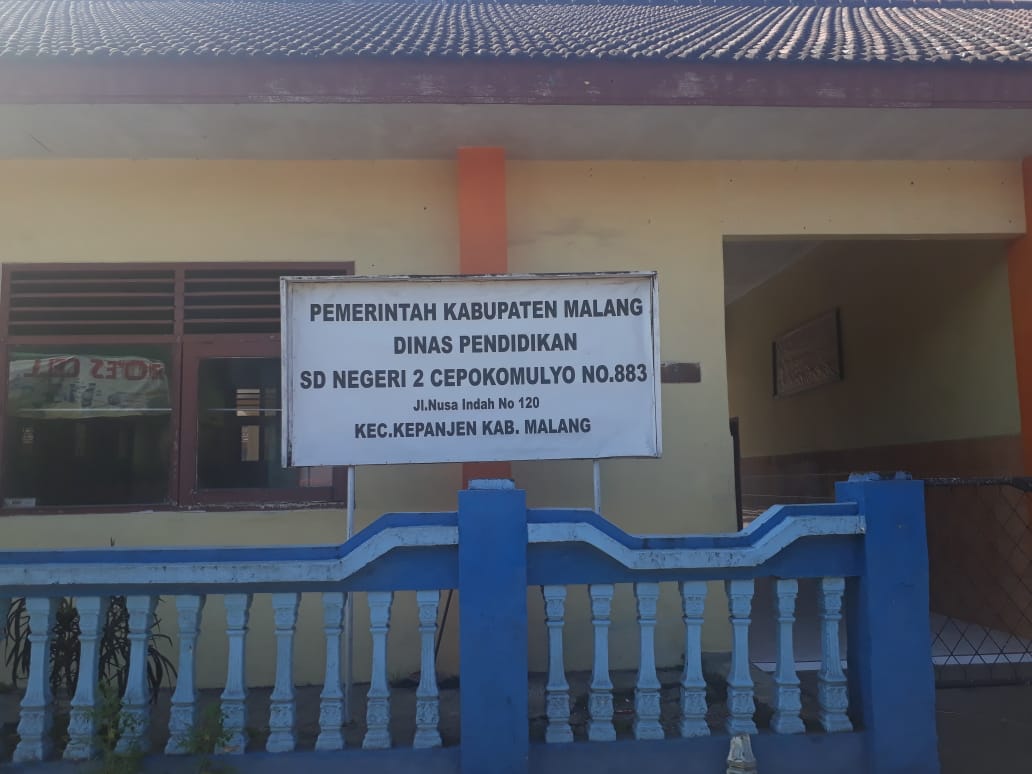 PEMERINTAH KABUPATEN MALANG
DINAS PENDIDIKAN
SD NEGERI 2 CEPOKOMULYO NO.883
Jl.Nusa Indah No 120
KEC.KEPANJEN KAB. MALANG